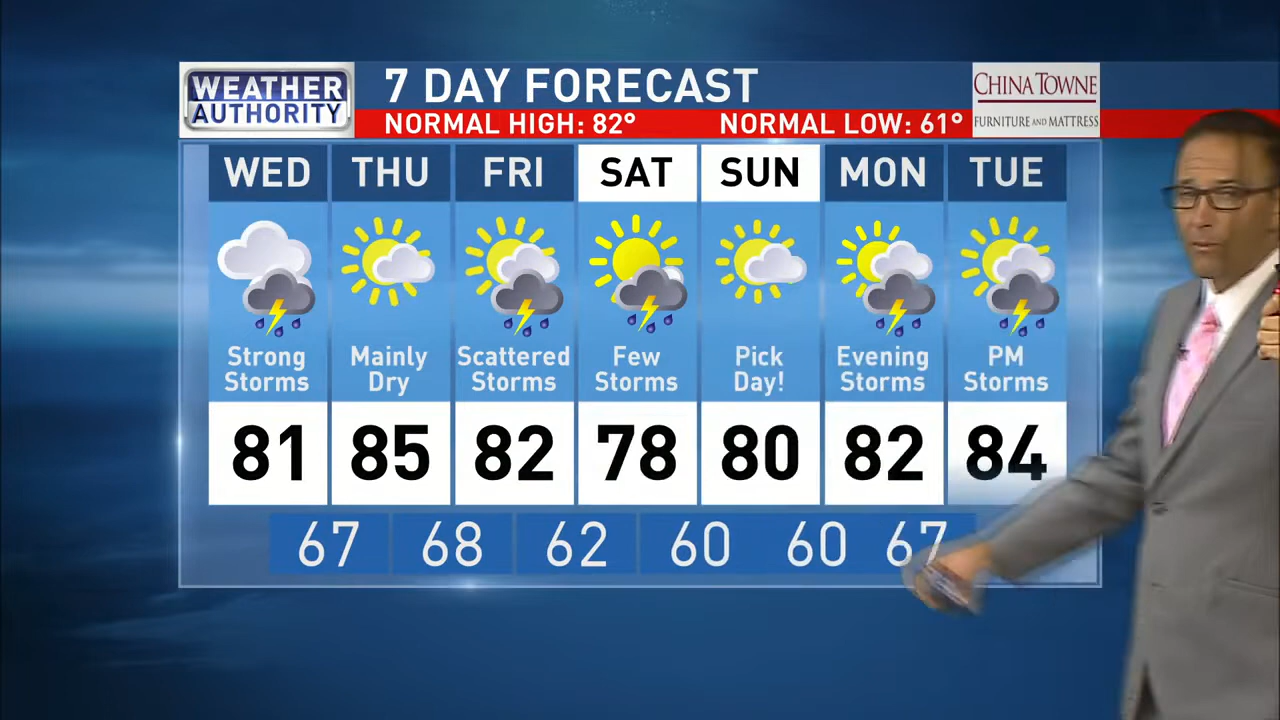 WEATHER
AUTHORITY
7 DAY FORECAST
CHINA TOWNE
FURNITURE AND MATTRESS
NORMAL HIGH: 82° NORMAL LOW: 61°
WED THU FRI SAT SUN MON TUE
Strong Mainly Scattered Few Pick Evening PM
Storms Dry Storms Storms Day! Storms Storms
81 85 82 78 80 82 84
67 68 62 60 60 67